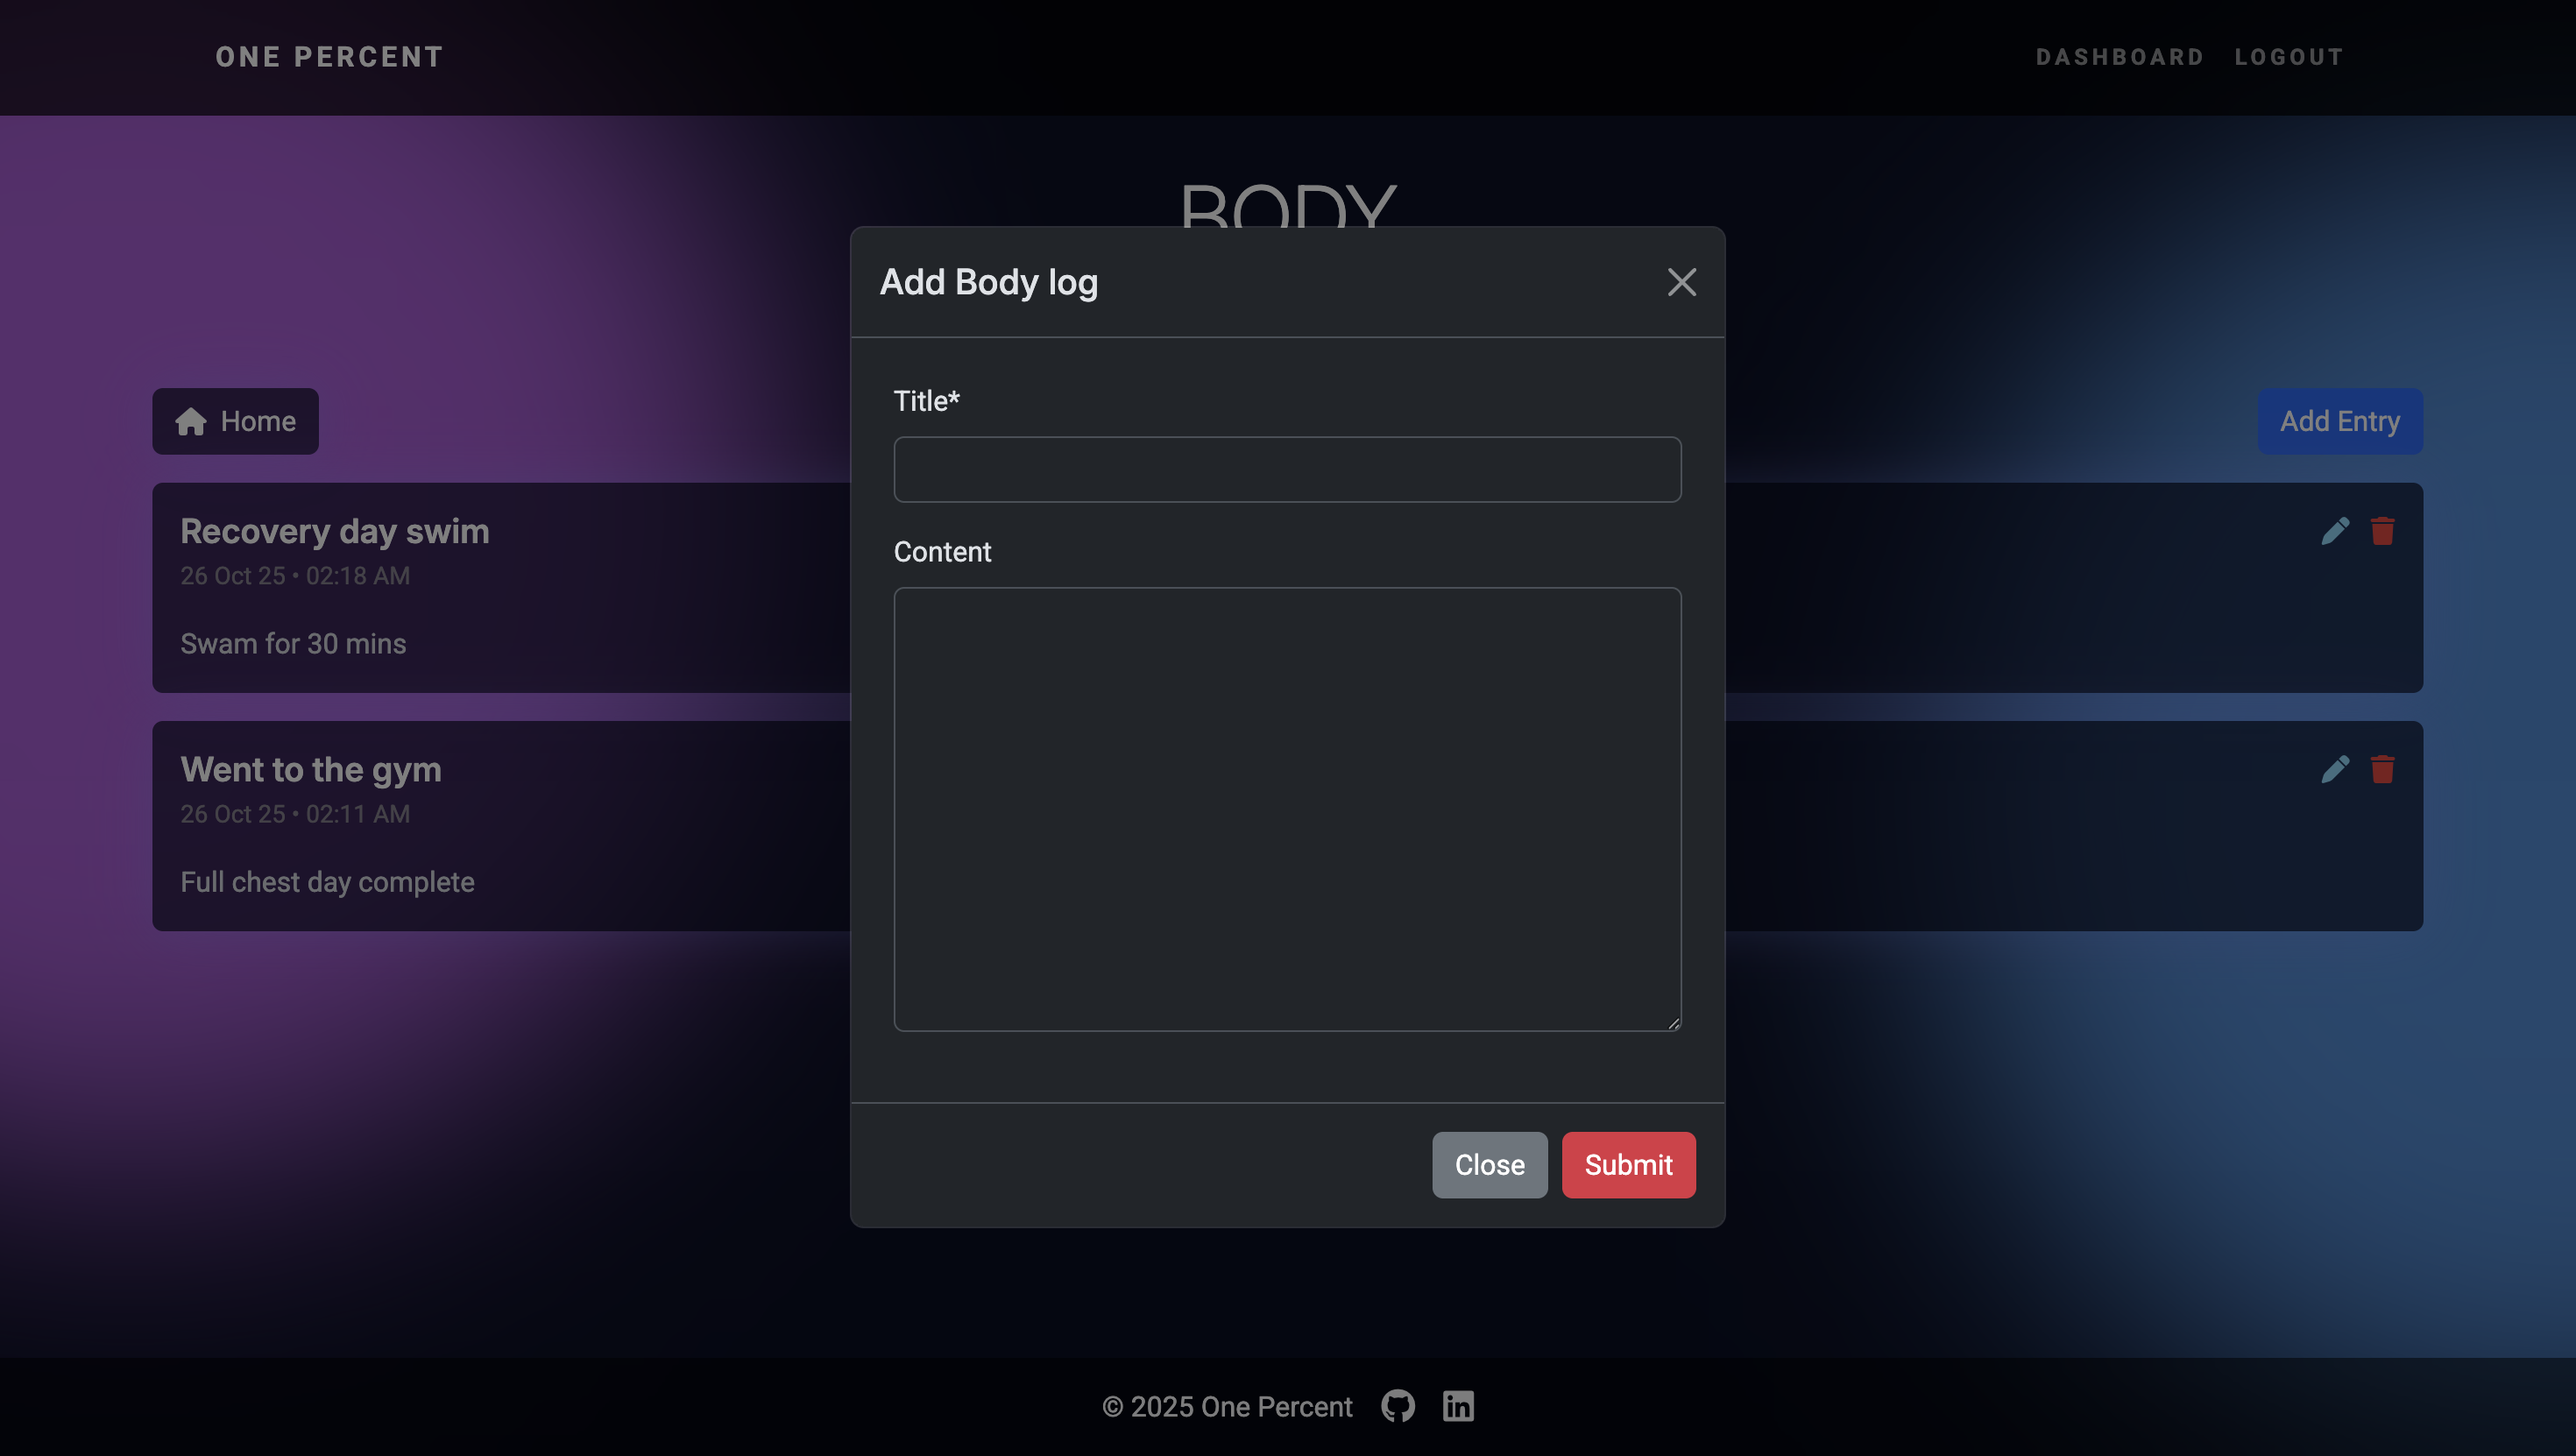 ONE PERCENT
DASHBOARD LOGOUT
BODY
Add Body log
Title*
Content
Home
Add Entry
Recovery day swim
26 Oct 25 • 02:18 AM
Swam for 30 mins
Went to the gym
26 Oct 25 • 02:11 AM
Full chest day complete
Close Submit
© 2025 One Percent